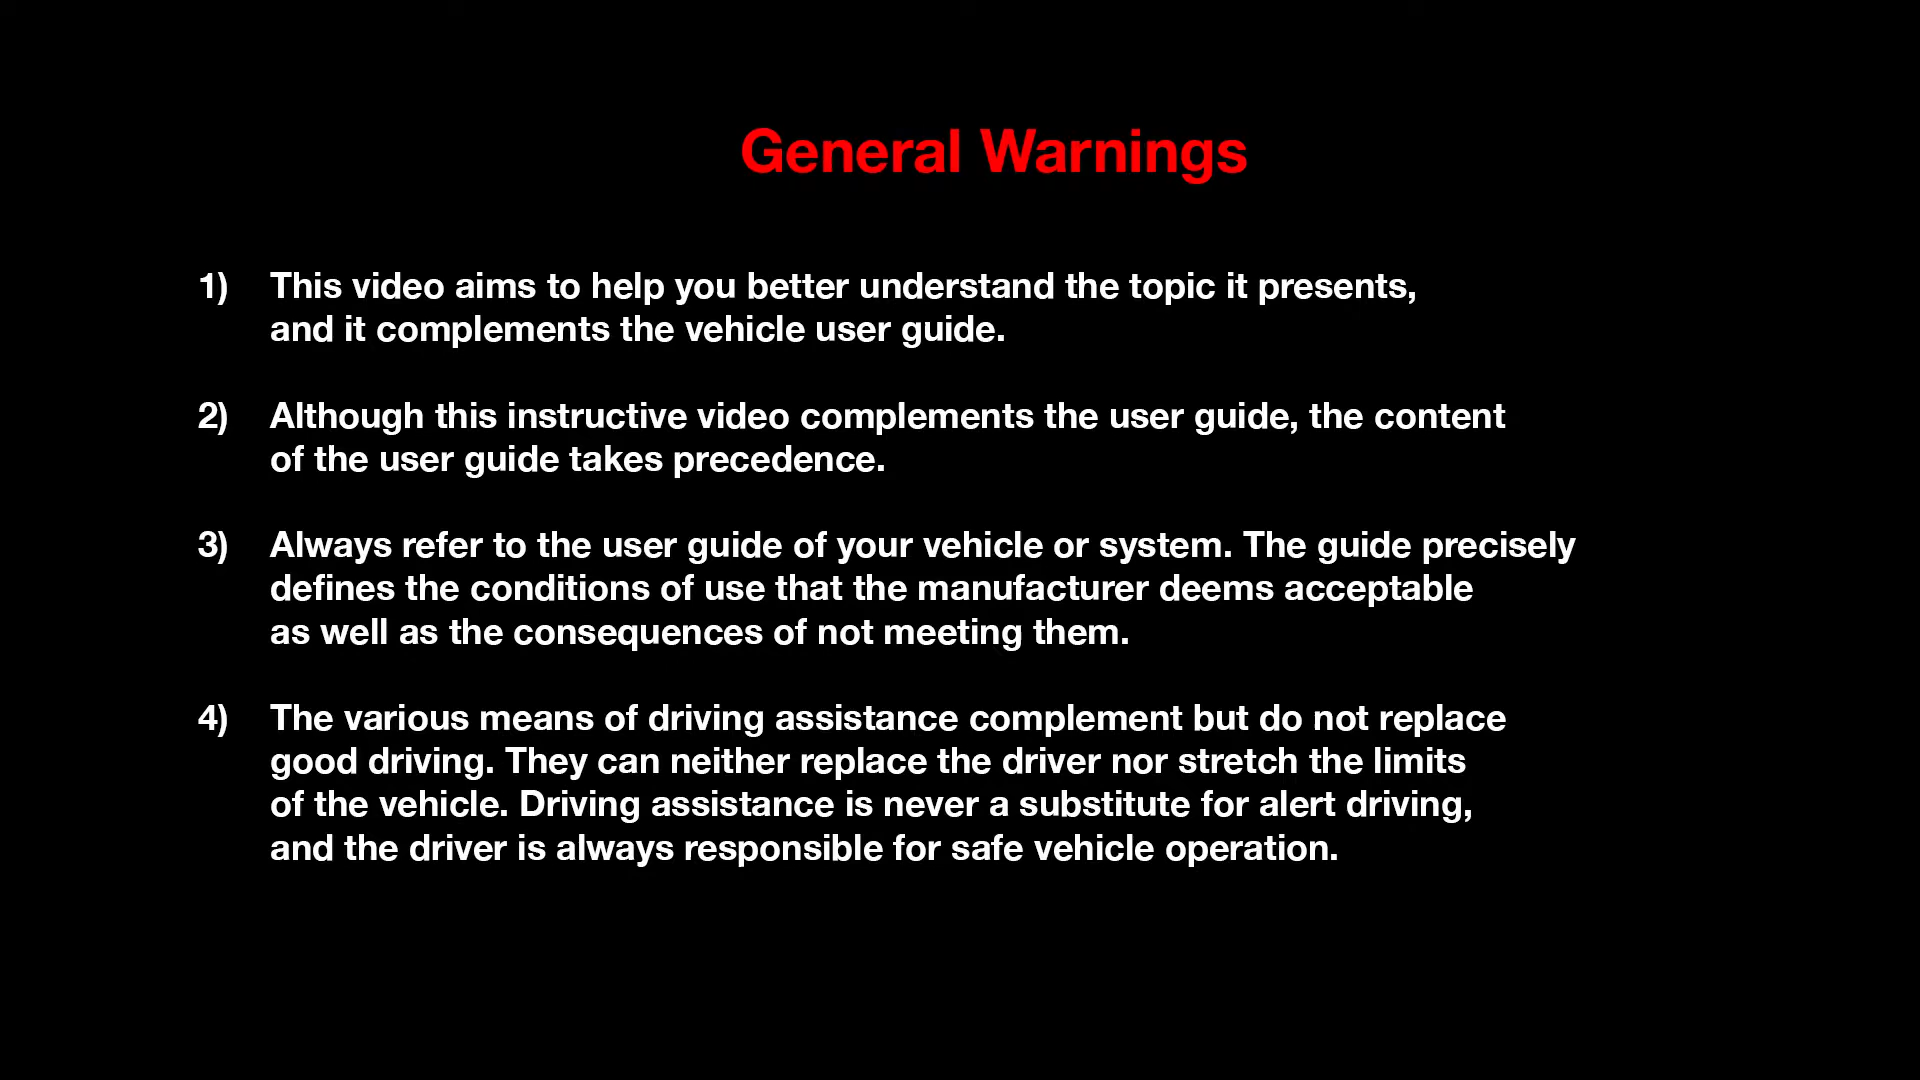 General Warnings
1) This video aims to help you better understand the topic it presents,
and it complements the vehicle user guide.
2) Although this instructive video complements the user guide, the content
of the user guide takes precedence.
3) Always refer to the user guide of your vehicle or system. The guide precisely
defines the conditions of use that the manufacturer deems acceptable
as well as the consequences of not meeting them.
4) The various means of driving assistance complement but do not replace
good driving. They can neither replace the driver nor stretch the limits
of the vehicle. Driving assistance is never a substitute for alert driving,
and the driver is always responsible for safe vehicle operation.